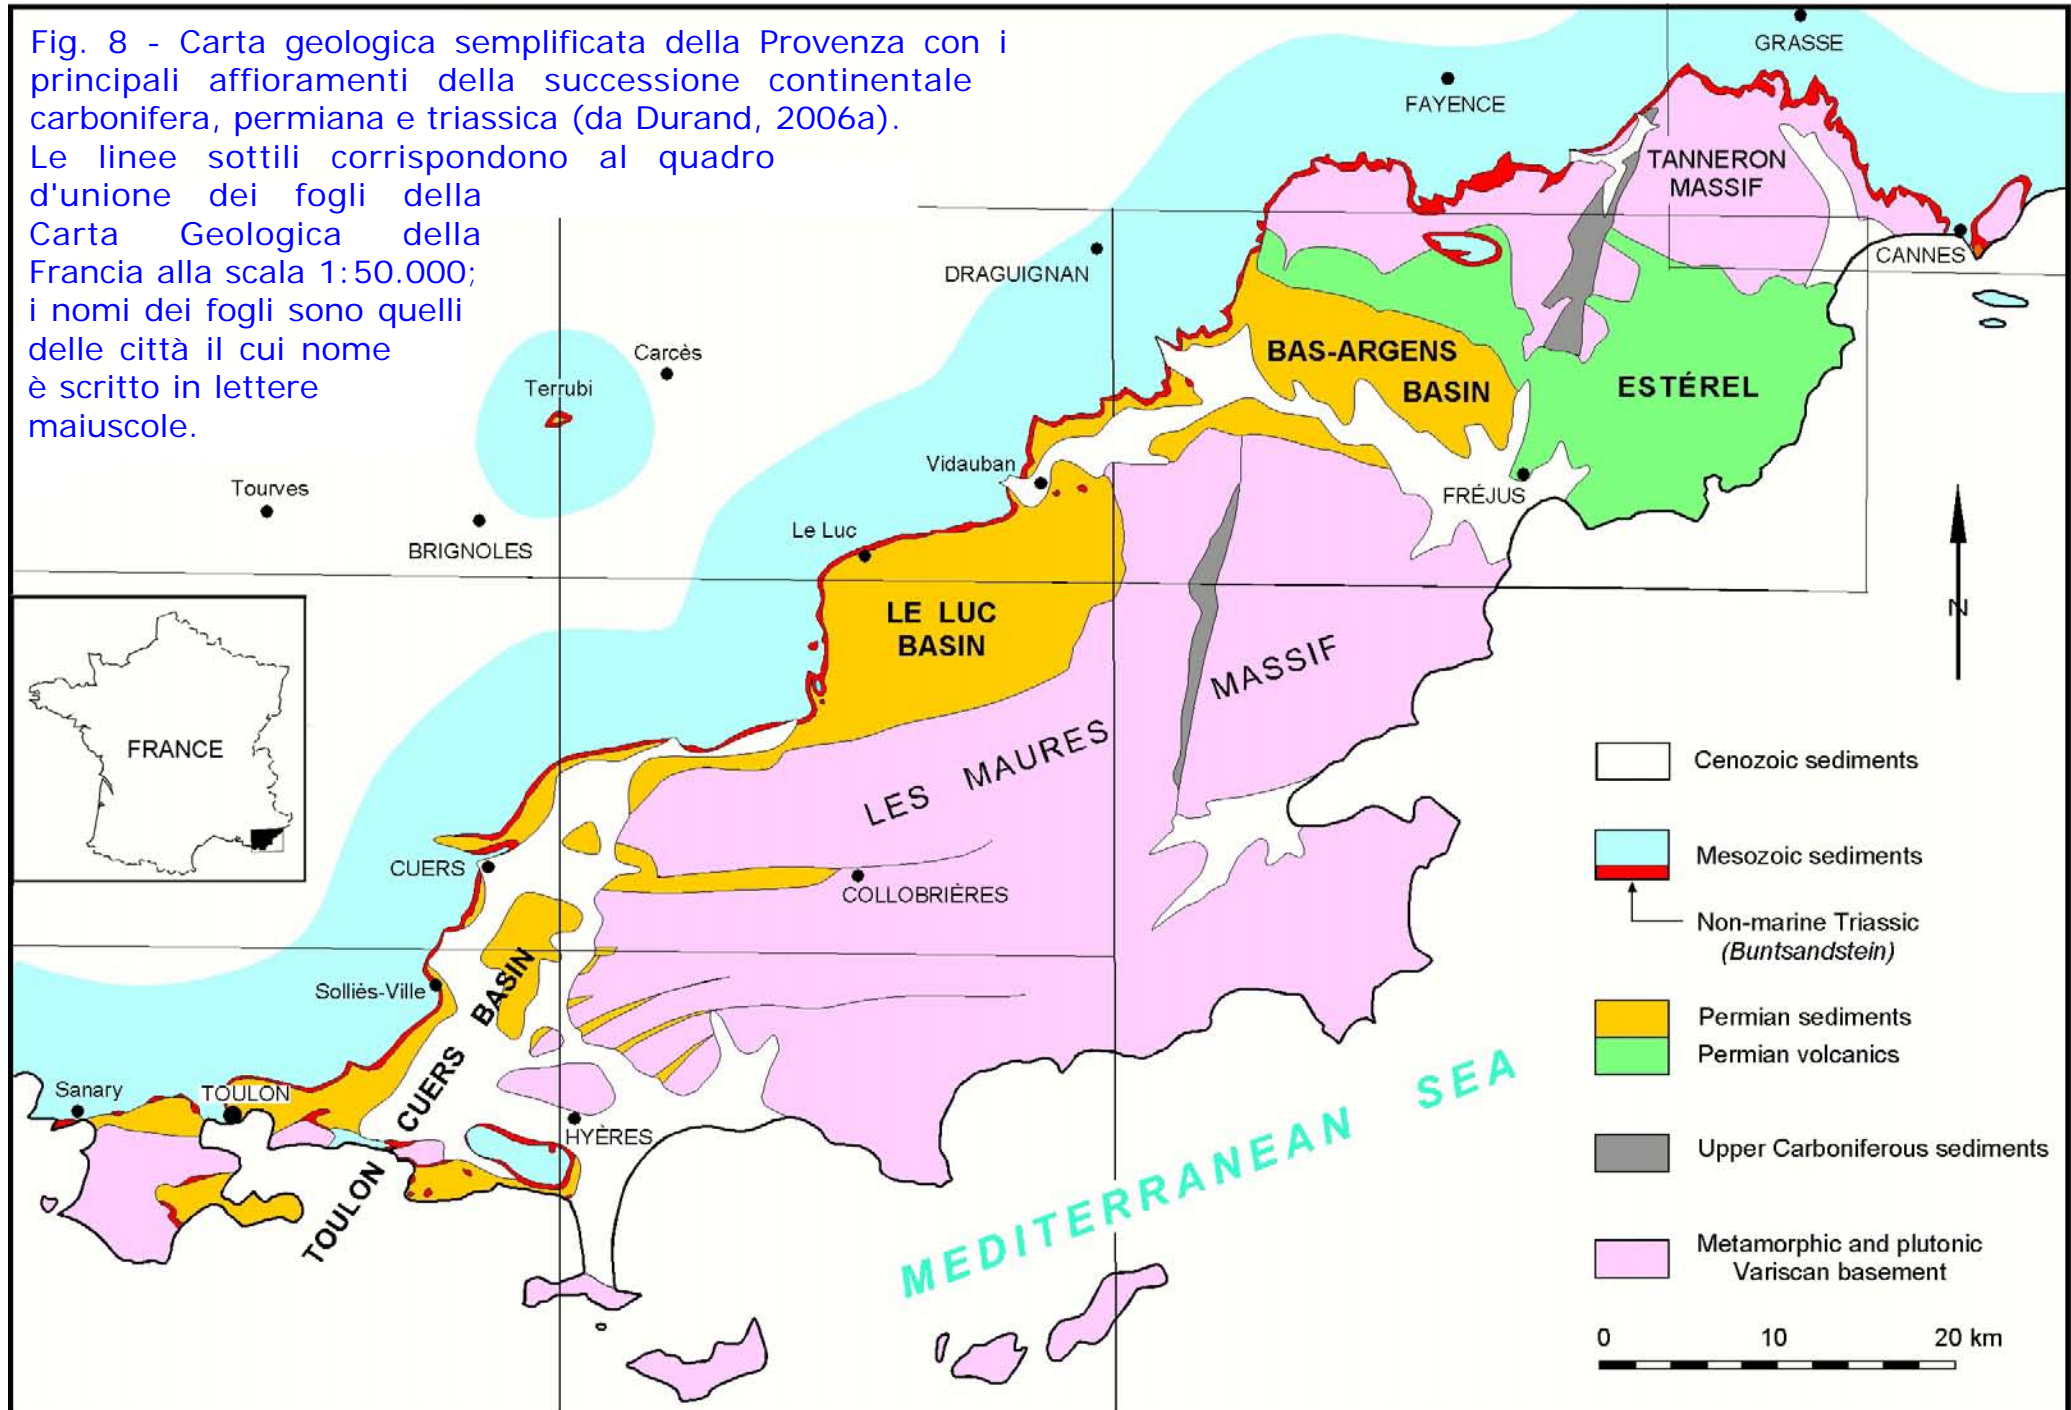 Fig. 8 - Carta geologica semplificata della Provenza con i
principali affioramenti della successione continentale
carbonifera, permiana e triassica (da Durand, 2006a).
Le linee sottili corrispondono al quadro
d'unione dei fogli della
Carta Geologica della
Francia alla scala 1:50.000;
i nomi dei fogli sono quelli
delle città il cui nome
è scritto in lettere
maiuscole.
GRASSE
FAYENCE
TANNERON
MASSIF
CANNES
DRAGUIGNAN
Carcès
Terrubi
BAS-ARGENS
BASIN
ESTÉREL
Vidauban
FRÉJUS
Tourves
BRIGNOLES
Le Luc
LE LUC
BASIN
N
FRANCE
LES MAURES MASSIF
CUERS
COLLOBRIÈRES
Solliès-Ville
TOULON CUERS BASIN
Sanary
TOULON
HYÈRES
MEDITERRANEAN SEA
Cenozoic sediments
Mesozoic sediments
Non-marine Triassic
(Buntsandstein)
Permian sediments
Permian volcanics
Upper Carboniferous sediments
Metamorphic and plutonic
Variscan basement
0 10 20 km